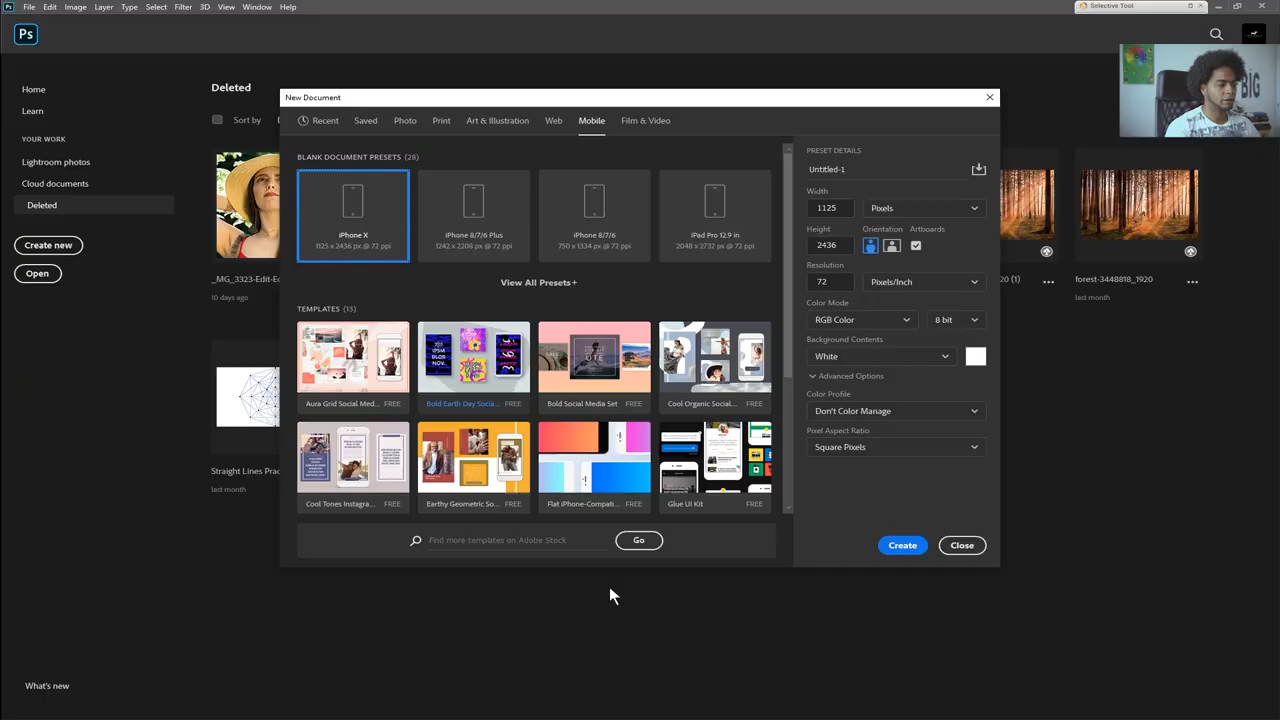 Ps File Edit Image Layer Type Select Filter 3D View Window Help
Selective Tool
Ps
BIG
Home
Learn
YOUR WORK
Lightroom photos
Cloud documents
Deleted
Create new
Open
What's new
Deleted
Sort by
_MG_3323-Edit-Ed
10 days ago
Straight Lines Prac
last month
20 (1)
forest-3448818_1920
last month
New Document
Recent Saved Photo Print Art & Illustration Web Mobile Film & Video
BLANK DOCUMENT PRESETS (28)
iPhone X iPhone 8/7/6 Plus iPhone 8/7/6 iPad Pro 12.9 in
1125 x 2436 px @ 72 ppi 1242 x 2208 px @ 72 ppi 750 x 1334 px @ 72 ppi 2048 x 2732 px @ 72 ppi
View All Presets+
TEMPLATES (13)
UTE
Aura Grid Social Med... FREE Bold Earth Day Socia... FREE Bold Social Media Set FREE Cool Organic Social... FREE
Cool Tones Instagra... FREE Earthy Geometric So... FREE Flat iPhone-Compati... FREE Glue UI Kit FREE
Find more templates on Adobe Stock Go
PRESET DETAILS
Untitled-1
Width
1125 Pixels
Height Orientation Artboards
2436
Resolution
72 Pixels/Inch
Color Mode
RGB Color 8 bit
Background Contents
White
Advanced Options
Color Profile
Don't Color Manage
Pixel Aspect Ratio
Square Pixels
Create Close